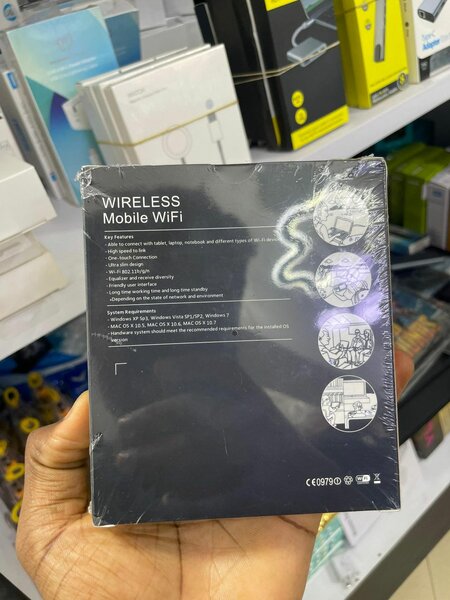 WIRELESS
Mobile WiFi
Key Features
- Able to connect with tablet, laptop, notebook and different types of Wi-Fi device
- High speed to link
- One-touch Connection
- Ultra slim design
- Wi-Fi 802.11b/g/n
- Equalizer and receive diversity
- Friendly user interface
- Long time working time and long time standby
*Depending on the state of network and environment
System Requirements
- Windows XP Sp3, Windows Vista SP1/SP2, Windows 7
- MAC OS X 10.5, MAC OS X 10.6, MAC OS X 10.7
- Hardware system should meet the recommended requirements for the installed OS
version
CE0979
WiFi
Type-C
Adapter